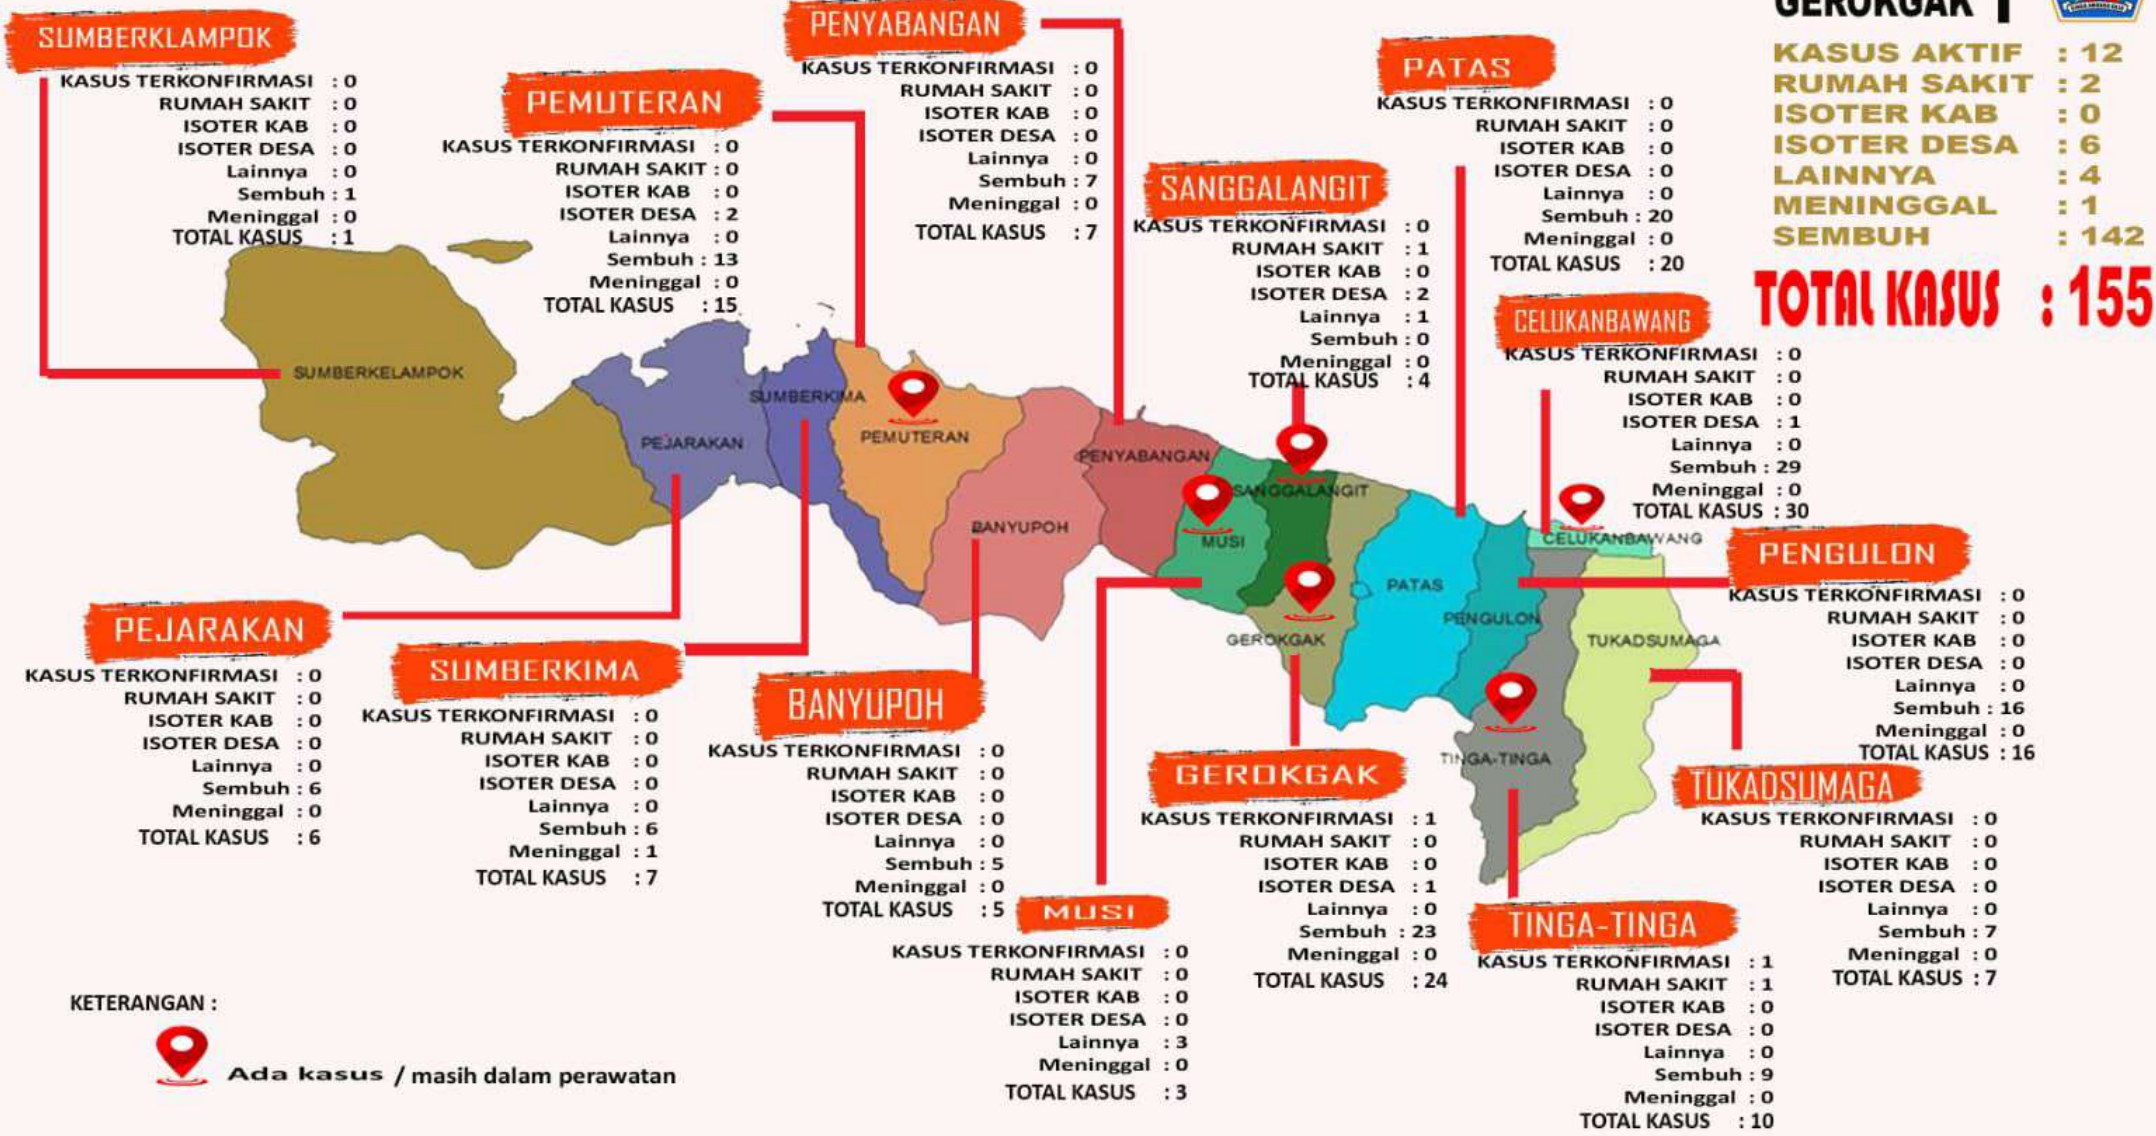 SUMBERKLAMPOK
KASUS TERKONFIRMASI : 0
RUMAH SAKIT : 0
ISOTER KAB : 0
ISOTER DESA : 0
Lainnya : 0
Sembuh : 1
Meninggal : 0
TOTAL KASUS : 1
PEMUTERAN
KASUS TERKONFIRMASI : 0
RUMAH SAKIT : 0
ISOTER KAB : 0
ISOTER DESA : 2
Lainnya : 0
Sembuh : 13
Meninggal : 0
TOTAL KASUS : 15
PENYABANGAN
KASUS TERKONFIRMASI : 0
RUMAH SAKIT : 0
ISOTER KAB : 0
ISOTER DESA : 0
Lainnya : 0
Sembuh : 7
Meninggal : 0
TOTAL KASUS : 7
SANGGALANGIT
KASUS TERKONFIRMASI : 0
RUMAH SAKIT : 1
ISOTER KAB : 0
ISOTER DESA : 2
Lainnya : 1
Sembuh : 0
Meninggal : 0
TOTAL KASUS : 4
PATAS
KASUS TERKONFIRMASI : 0
RUMAH SAKIT : 0
ISOTER KAB : 0
ISOTER DESA : 0
Lainnya : 0
Sembuh : 20
Meninggal : 0
TOTAL KASUS : 20
GEROKGAK 1
KASUS AKTIF : 12
RUMAH SAKIT : 2
ISOTER KAB : 0
ISOTER DESA : 6
LAINNYA : 4
MENINGGAL : 1
SEMBUH : 142
TOTAL KASUS : 155
CELUKANBAWANG
KASUS TERKONFIRMASI : 0
RUMAH SAKIT : 0
ISOTER KAB : 0
ISOTER DESA : 1
Lainnya : 0
Sembuh : 29
Meninggal : 0
TOTAL KASUS : 30
SUMBERKELAMPOK
PEJARAKAN
SUMBERKIMA
PEMUTERAN
BANYUPOH
PENYABANGAN
MUSI
SANGGALANGIT
GEROKGAK
PATAS
PENGULON
CELUKANBAWANG
TINGA-TINGA
TUKADSUMAGA
PENGULON
KASUS TERKONFIRMASI : 0
RUMAH SAKIT : 0
ISOTER KAB : 0
ISOTER DESA : 0
Lainnya : 0
Sembuh : 16
Meninggal : 0
TOTAL KASUS : 16
PEJARAKAN
KASUS TERKONFIRMASI : 0
RUMAH SAKIT : 0
ISOTER KAB : 0
ISOTER DESA : 0
Lainnya : 0
Sembuh : 6
Meninggal : 0
TOTAL KASUS : 6
SUMBERKIMA
KASUS TERKONFIRMASI : 0
RUMAH SAKIT : 0
ISOTER KAB : 0
ISOTER DESA : 0
Lainnya : 0
Sembuh : 6
Meninggal : 1
TOTAL KASUS : 7
BANYUPOH
KASUS TERKONFIRMASI : 0
RUMAH SAKIT : 0
ISOTER KAB : 0
ISOTER DESA : 0
Lainnya : 0
Sembuh : 5
Meninggal : 0
TOTAL KASUS : 5
MUSI
KASUS TERKONFIRMASI : 0
RUMAH SAKIT : 0
ISOTER KAB : 0
ISOTER DESA : 0
Lainnya : 3
Meninggal : 0
TOTAL KASUS : 3
GEROKGAK
KASUS TERKONFIRMASI : 1
RUMAH SAKIT : 0
ISOTER KAB : 0
ISOTER DESA : 1
Lainnya : 0
Sembuh : 23
Meninggal : 0
TOTAL KASUS : 24
TINGA-TINGA
KASUS TERKONFIRMASI : 1
RUMAH SAKIT : 1
ISOTER KAB : 0
ISOTER DESA : 0
Lainnya : 0
Sembuh : 9
Meninggal : 0
TOTAL KASUS : 10
TUKADSUMAGA
KASUS TERKONFIRMASI : 0
RUMAH SAKIT : 0
ISOTER KAB : 0
ISOTER DESA : 0
Lainnya : 0
Sembuh : 7
Meninggal : 0
TOTAL KASUS : 7
KETERANGAN :
Ada kasus / masih dalam perawatan